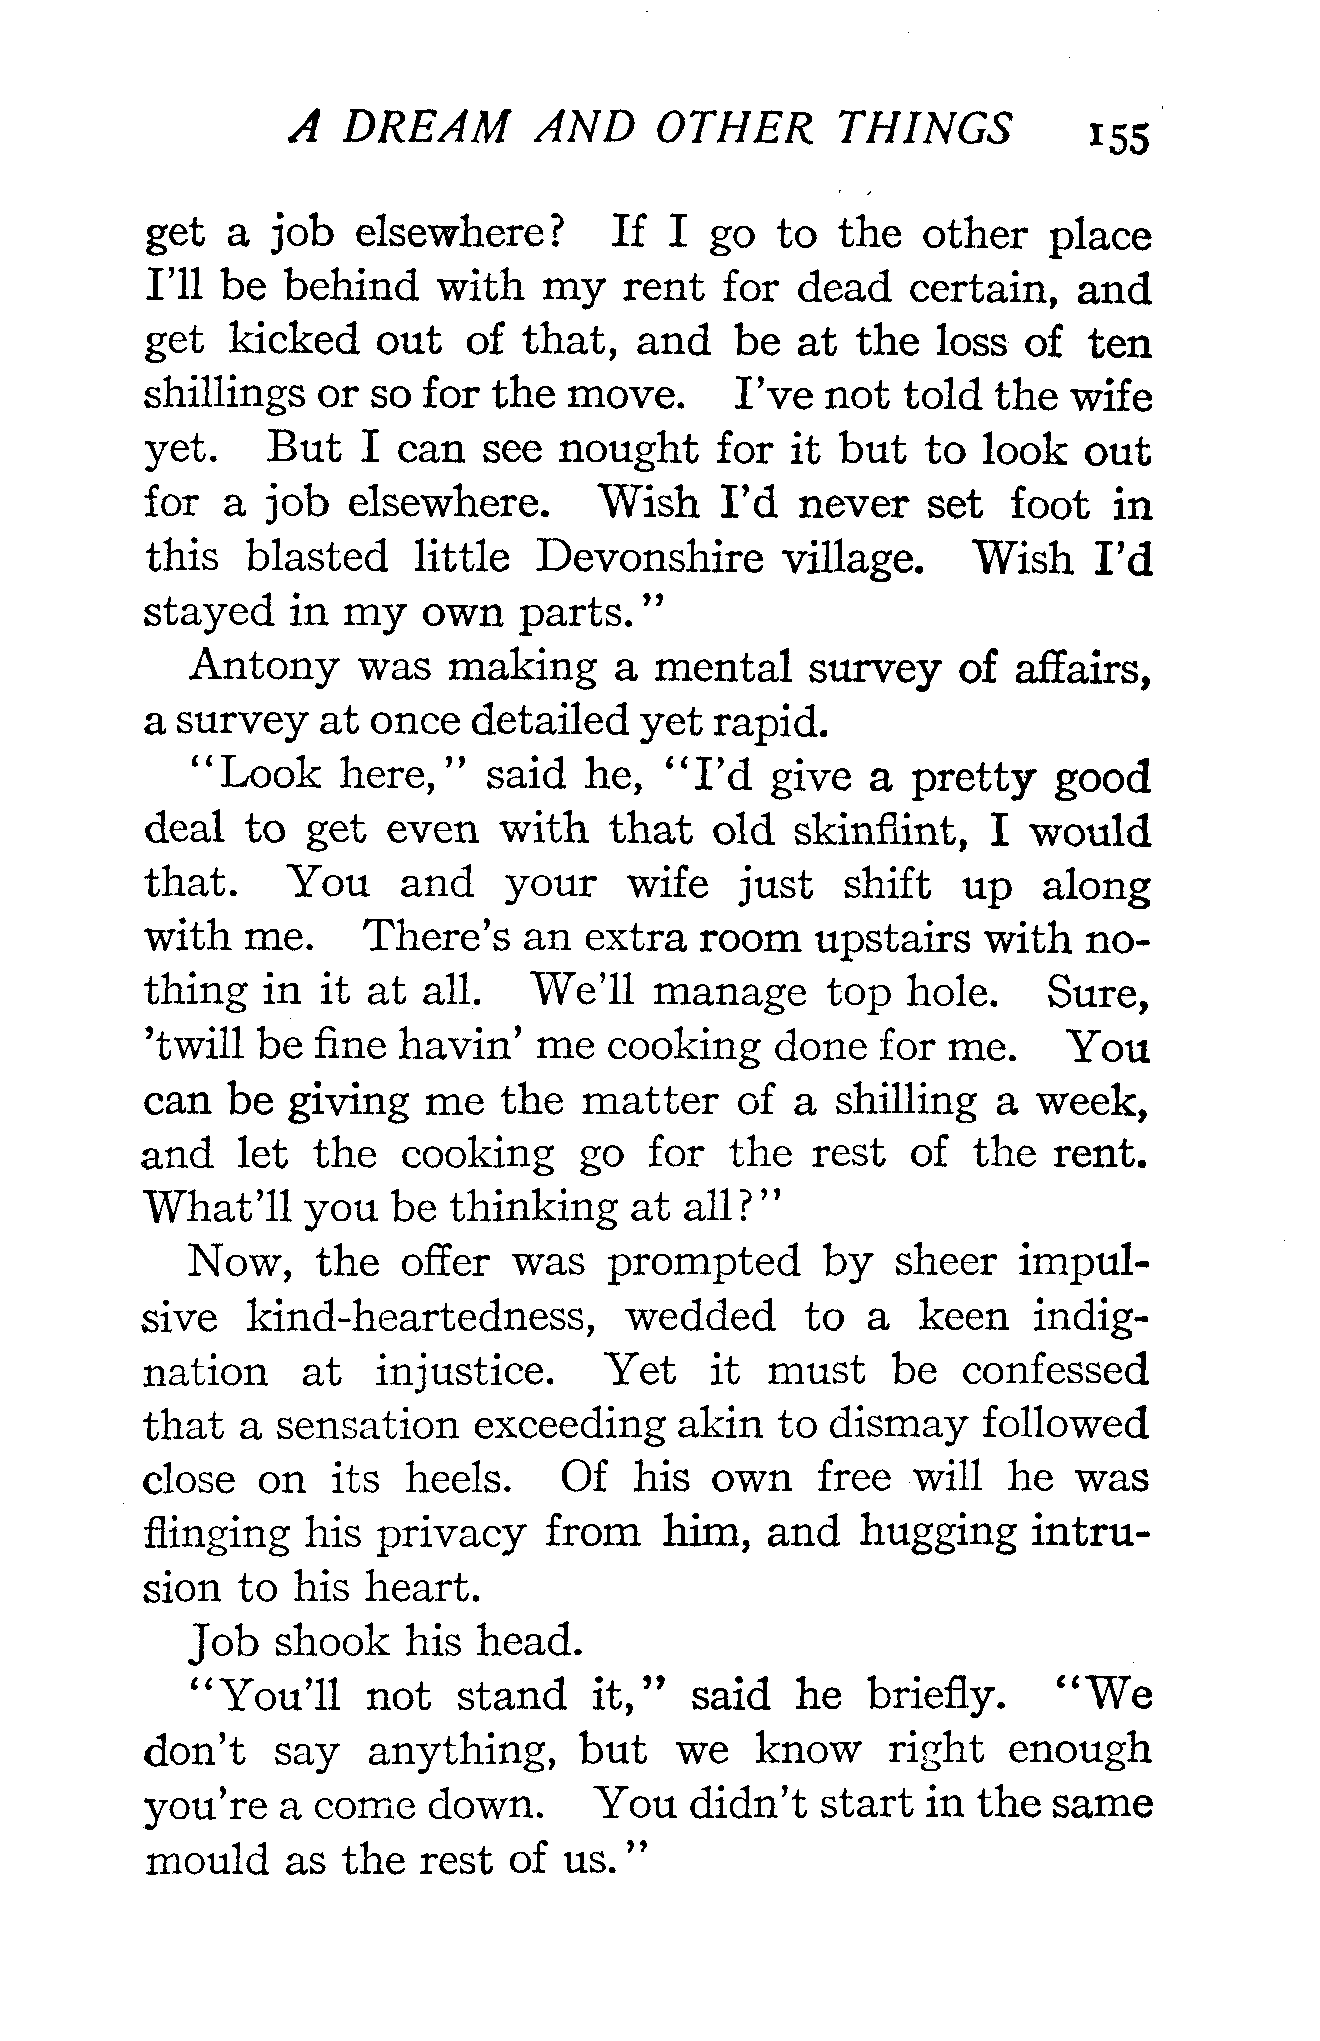 A DREAM AND OTHER THINGS 155
get a job elsewhere? If I go to the other place
I'll be behind with my rent for dead certain, and
get kicked out of that, and be at the loss of ten
shillings or so for the move. I've not told the wife
yet. But I can see nought for it but to look out
for a job elsewhere. Wish I'd never set foot in
this blasted little Devonshire village. Wish I'd
stayed in my own parts."
Antony was making a mental survey of affairs,
a survey at once detailed yet rapid.
"Look here," said he, "I'd give a pretty good
deal to get even with that old skinflint, I would
that. You and your wife just shift up along
with me. There's an extra room upstairs with no-
thing in it at all. We'll manage top hole. Sure,
'twill be fine havin' me cooking done for me. You
can be giving me the matter of a shilling a week,
and let the cooking go for the rest of the rent.
What'll you be thinking at all?"
Now, the offer was prompted by sheer impul-
sive kind-heartedness, wedded to a keen indig-
nation at injustice. Yet it must be confessed
that a sensation exceeding akin to dismay followed
close on its heels. Of his own free will he was
flinging his privacy from him, and hugging intru-
sion to his heart.
Job shook his head.
"You'll not stand it," said he briefly. "We
don't say anything, but we know right enough
you're a come down. You didn't start in the same
mould as the rest of us."